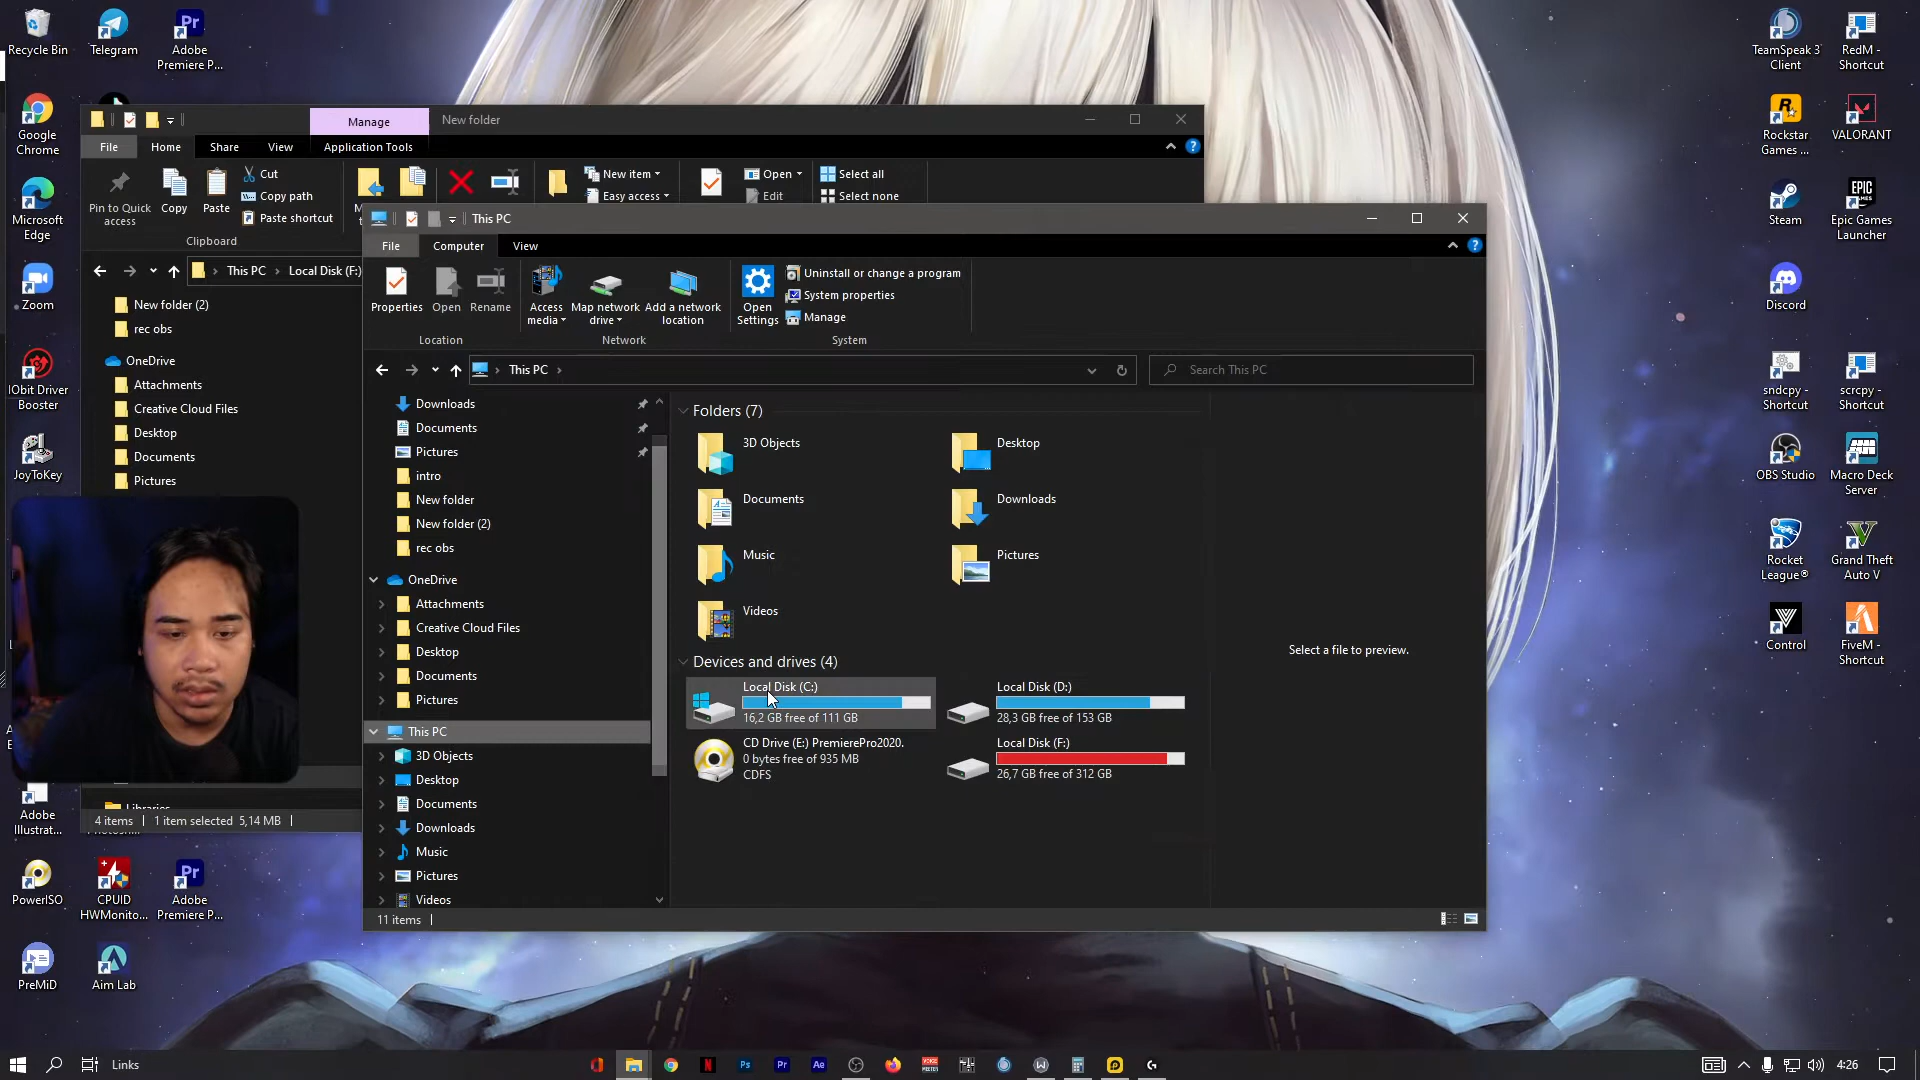 Recycle Bin
Telegram
Adobe
Premiere P...
Google
Chrome
Microsoft
Edge
Zoom
IObit Driver
Booster
JoyToKey
Adobe
Illustrat...
PowerISO
CPUID
HWMonito...
Adobe
Premiere P...
PreMiD
Aim Lab
TeamSpeak 3
Client
RedM -
Shortcut
Rockstar
Games ...
VALORANT
Steam
Epic Games
Launcher
Discord
sndcpy -
Shortcut
scrcpy -
Shortcut
OBS Studio
Macro Deck
Server
Rocket
League®
Grand Theft
Auto V
Control
FiveM -
Shortcut
Manage
New folder
File
Home
Share
View
Application Tools
Pin to Quick
access
Copy
Paste
Cut
Copy path
Paste shortcut
Clipboard
New item
Easy access
Open
Edit
Select all
Select none
This PC
Local Disk (F:)
New folder (2)
rec obs
OneDrive
Attachments
Creative Cloud Files
Desktop
Documents
Pictures
Libraries
4 items
1 item selected 5,14 MB
This PC
File
Computer
View
Properties
Open
Rename
Access
media
Map network
drive
Add a network
location
Open
Settings
Uninstall or change a program
System properties
Manage
Location
Network
System
This PC
Search This PC
Downloads
Documents
Pictures
intro
New folder
New folder (2)
rec obs
OneDrive
Attachments
Creative Cloud Files
Desktop
Documents
Pictures
This PC
3D Objects
Desktop
Documents
Downloads
Music
Pictures
Videos
Folders (7)
3D Objects
Desktop
Documents
Downloads
Music
Pictures
Videos
Devices and drives (4)
Local Disk (C:)
16,2 GB free of 111 GB
Local Disk (D:)
28,3 GB free of 153 GB
CD Drive (E:) PremierePro2020.
0 bytes free of 935 MB
CDFS
Local Disk (F:)
26,7 GB free of 312 GB
Select a file to preview.
11 items
Links
4:26